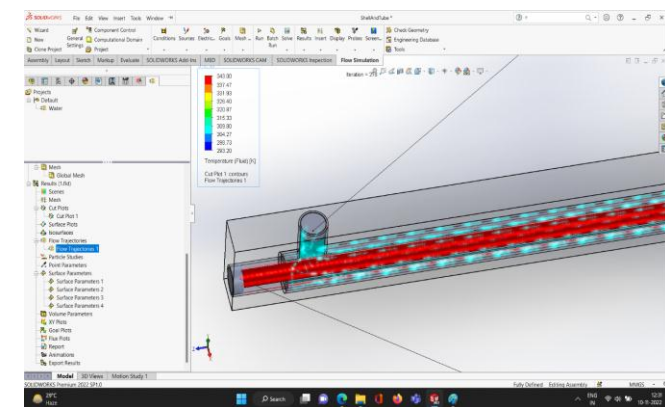 SOLIDWORKS File Edit View Insert Tools Window
ShellAndTube *
Wizard
New
Clone Project
General Settings
Component Control
Computational Domain
Project
Conditions Sources Goals Mesh Run Batch Run Solve Results Insert Display Probes
Check Geometry
Engineering Database
Tools
Assembly Layout Sketch Markup Evaluate SOLIDWORKS Add-Ins MBD SOLIDWORKS CAM SOLIDWORKS Inspection Flow Simulation
Projects
Default
Water
Mesh
Global Mesh
Scenes
Mesh
Cut Plots
Cut Plot 1
Surface Plots
Isosurfaces
Flow Trajectories
Flow Trajectories 1
Particle Studies
Point Parameters
Surface Parameters
Surface Parameters 1
Surface Parameters 2
Surface Parameters 3
Surface Parameters 4
Volume Parameters
XY Plots
Goal Plots
Flux Plots
Report
Animations
Export Results
343.00
337.47
331.93
326.40
320.87
315.33
309.80
304.27
298.73
293.20
Temperature (Fluid) [K]
Cut Plot 1: contours
Flow Trajectories 1
Model 3D Views Motion Study 1
SOLIDWORKS Premium 2022 SP1.0
Fully Defined Editing Assembly
MMGS
29°C
Haze
Search
ENG
IN